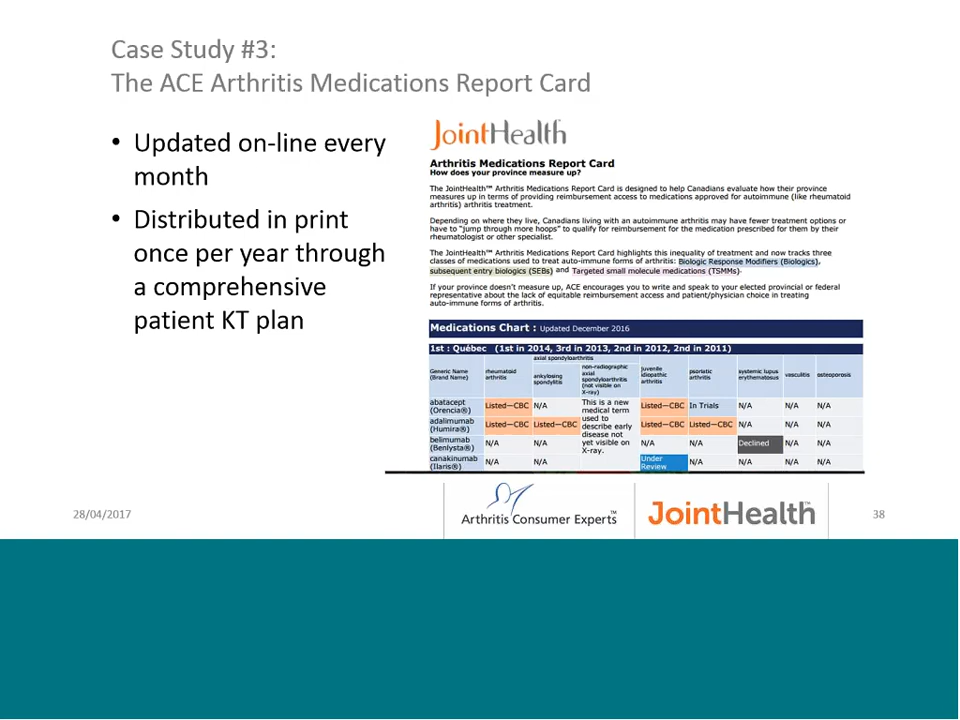 Case Study #3:
The ACE Arthritis Medications Report Card
• Updated on-line every
month
• Distributed in print
once per year through
a comprehensive
patient KT plan
JointHealth
Arthritis Medications Report Card
How does your province measure up?
The JointHealth™ Arthritis Medications Report Card is designed to help Canadians evaluate how their province
measures up in terms of providing reimbursement access to medications approved for autoimmune (like rheumatoid
arthritis) arthritis treatment.
Depending on where they live, Canadians living with an autoimmune arthritis may have fewer treatment options or
have to "jump through more hoops" to qualify for reimbursement for the medication prescribed for them by their
rheumatologist or other specialist.
The JointHealth™ Arthritis Medications Report Card highlights this inequality of treatment and now tracks three
classes of medications used to treat auto-immune forms of arthritis: Biologic Response Modifiers (Biologics),
subsequent entry biologics (SEBs) and Targeted small molecule medications (TSMMs).
If your province doesn't measure up, ACE encourages you to write and speak to your elected provincial or federal
representative about the lack of equitable reimbursement access and patient/physician choice in treating
auto-immune forms of arthritis.
Medications Chart : Updated December 2016
1st : Québec (1st in 2014, 3rd in 2013, 2nd in 2012, 2nd in 2011)
axial spondyloarthritis
Generic Name
(Brand Name)
rheumatoid
arthritis
ankylosing
spondylitis
non-radiographic
axial
spondyloarthritis
(not visible on
X-ray)
juvenile
idiopathic
arthritis
psoriatic
arthritis
systemic lupus
erythematosus
vasculitis
osteoporosis
abatacept
(Orencia®)
Listed—CBC
N/A
This is a new
medical term
used to
describe early
disease not
yet visible on
X-ray.
Listed—CBC
In Trials
N/A
N/A
N/A
adalimumab
(Humira®)
Listed—CBC
Listed—CBC
Listed—CBC
Listed—CBC
N/A
N/A
N/A
belimumab
(Benlysta®)
N/A
N/A
N/A
N/A
Declined
N/A
N/A
canakinumab
(Ilaris®)
N/A
N/A
Under
Review
N/A
N/A
N/A
N/A
28/04/2017
Arthritis Consumer Experts™
JointHealth™
38